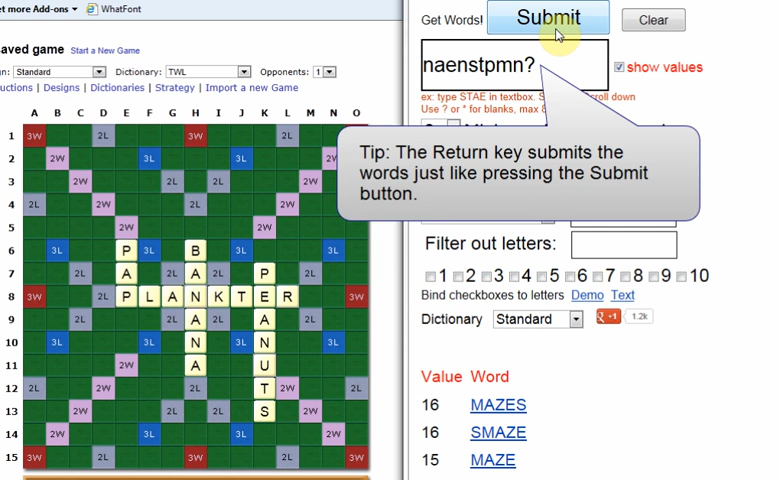 et more Add-ons WhatFont
saved game Start a New Game
n: Standard Dictionary: TWL Opponents: 1
uctions | Designs | Dictionaries | Strategy | Import a new Game
A B C D E F G H I J K L M N O
1 3W 2L 3W 2L
2 2W 3L 3L 2W
3 2W 2L 2L 2W
4 2L 2W 2L 2W
5 2W 2W
6 3L P 3L B 3L 3L
7 2L A 2L A 2L P 2L
8 3W 2L P L A N K T E R 3W
9 2L 2L A 2L A 2L
10 3L 3L N 3L N 3L
11 2W A U
12 2L 2W 2L T 2W 2L
13 2W 2L 2L S 2W
14 2W 3L 3L 2W
15 3W 2L 3W 2L 3W
Get Words! Submit Clear
naenstpmn? show values
ex: type STAE in textbox. S croll down
Use ? or * for blanks, max
Tip: The Return key submits the
words just like pressing the Submit
button.
Filter out letters:
1 2 3 4 5 6 7 8 9 10
Bind checkboxes to letters Demo Text
Dictionary Standard +1 1.2k
Value Word
16 MAZES
16 SMAZE
15 MAZE